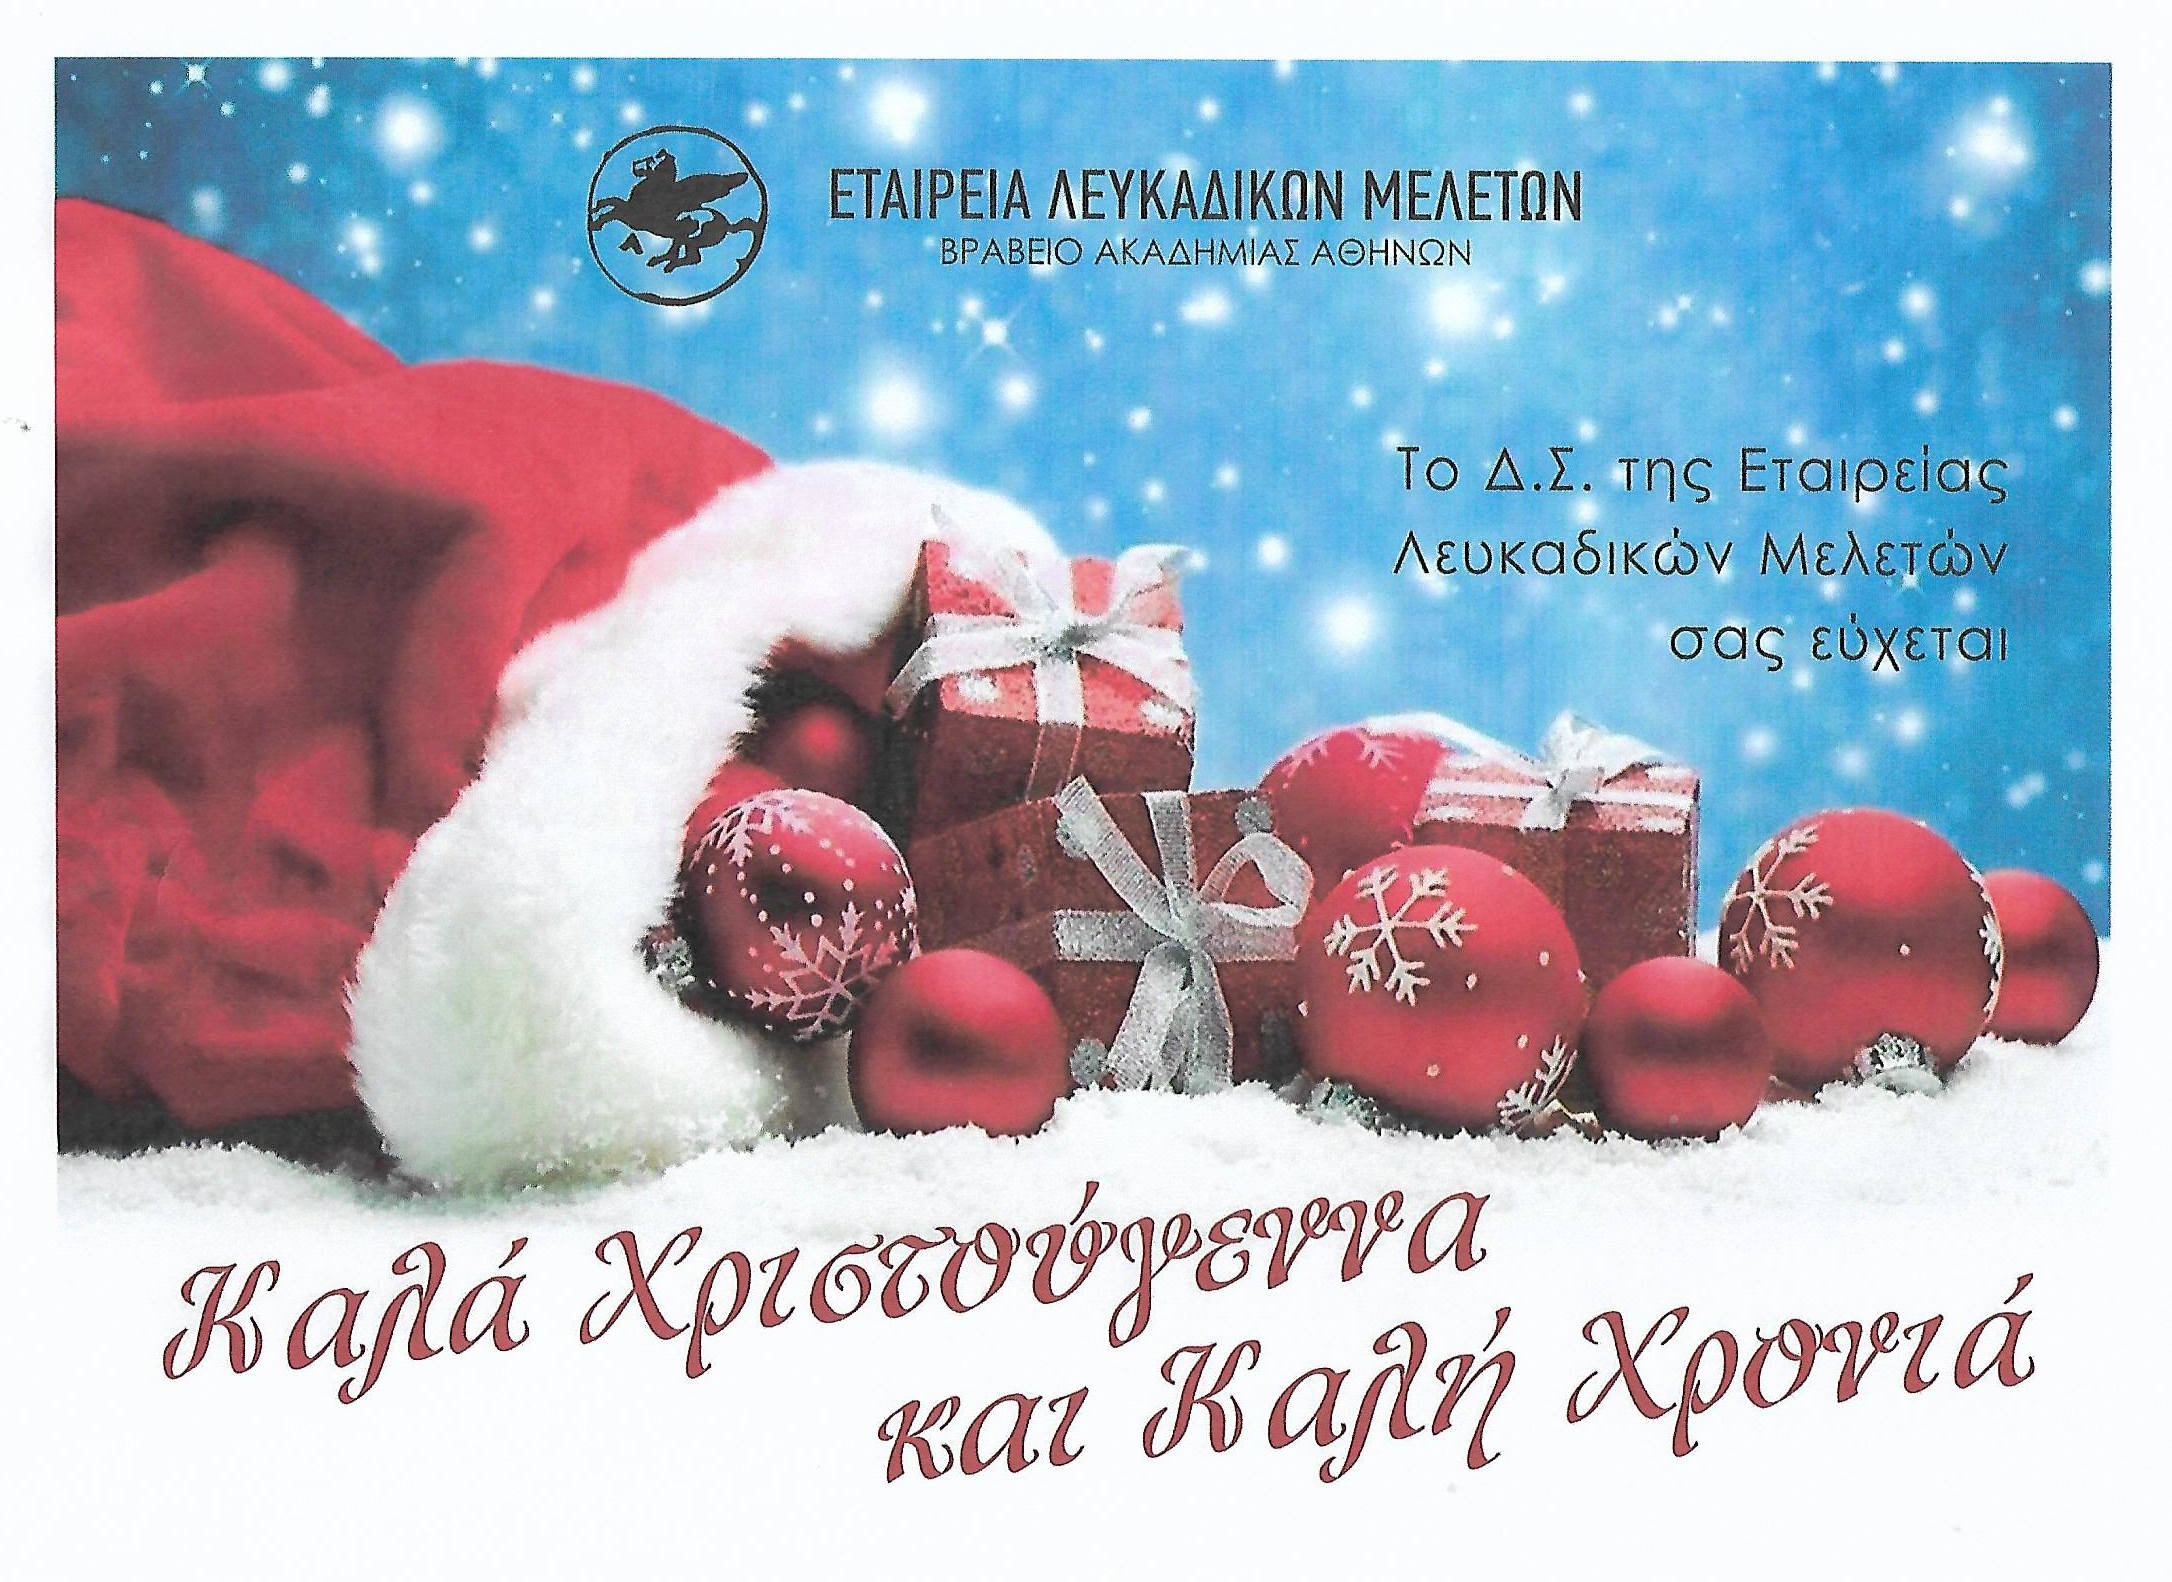 ΕΤΑΙΡΕΙΑ ΛΕΥΚΑΔΙΚΩΝ ΜΕΛΕΤΩΝ
ΒΡΑΒΕΙΟ ΑΚΑΔΗΜΙΑΣ ΑΘΗΝΩΝ
Το Δ.Σ. της Εταιρείας
Λευκαδικών Μελετών
σας εύχεται
Καλά Χριστούγεννα
και Καλή Χρονιά